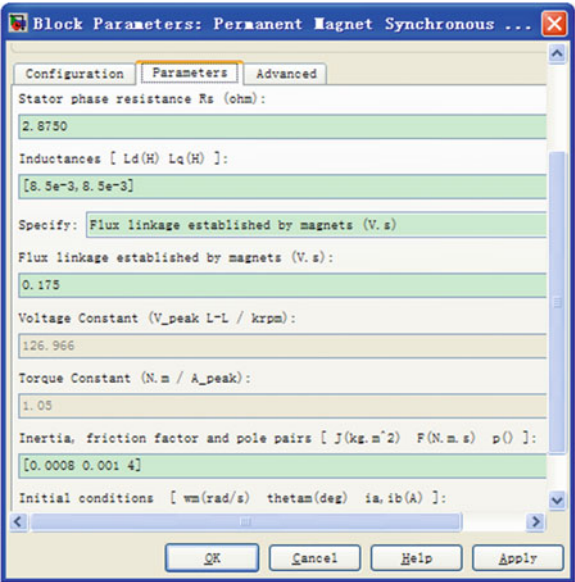 Block Parameters: Permanent Magnet Synchronous ...
Configuration Parameters Advanced
Stator phase resistance Rs (ohm):
2.8750
Inductances [ Ld(H) Lq(H) ]:
[8.5e-3,8.5e-3]
Specify: Flux linkage established by magnets (V.s)
Flux linkage established by magnets (V.s):
0.175
Voltage Constant (V_peak L-L / krpm):
126.966
Torque Constant (N.m / A_peak):
1.05
Inertia, friction factor and pole pairs [ J(kg.m^2) F(N.m.s) p() ]:
[0.0008 0.001 4]
Initial conditions [ wm(rad/s) thetam(deg) ia,ib(A) ]:
OK Cancel Help Apply